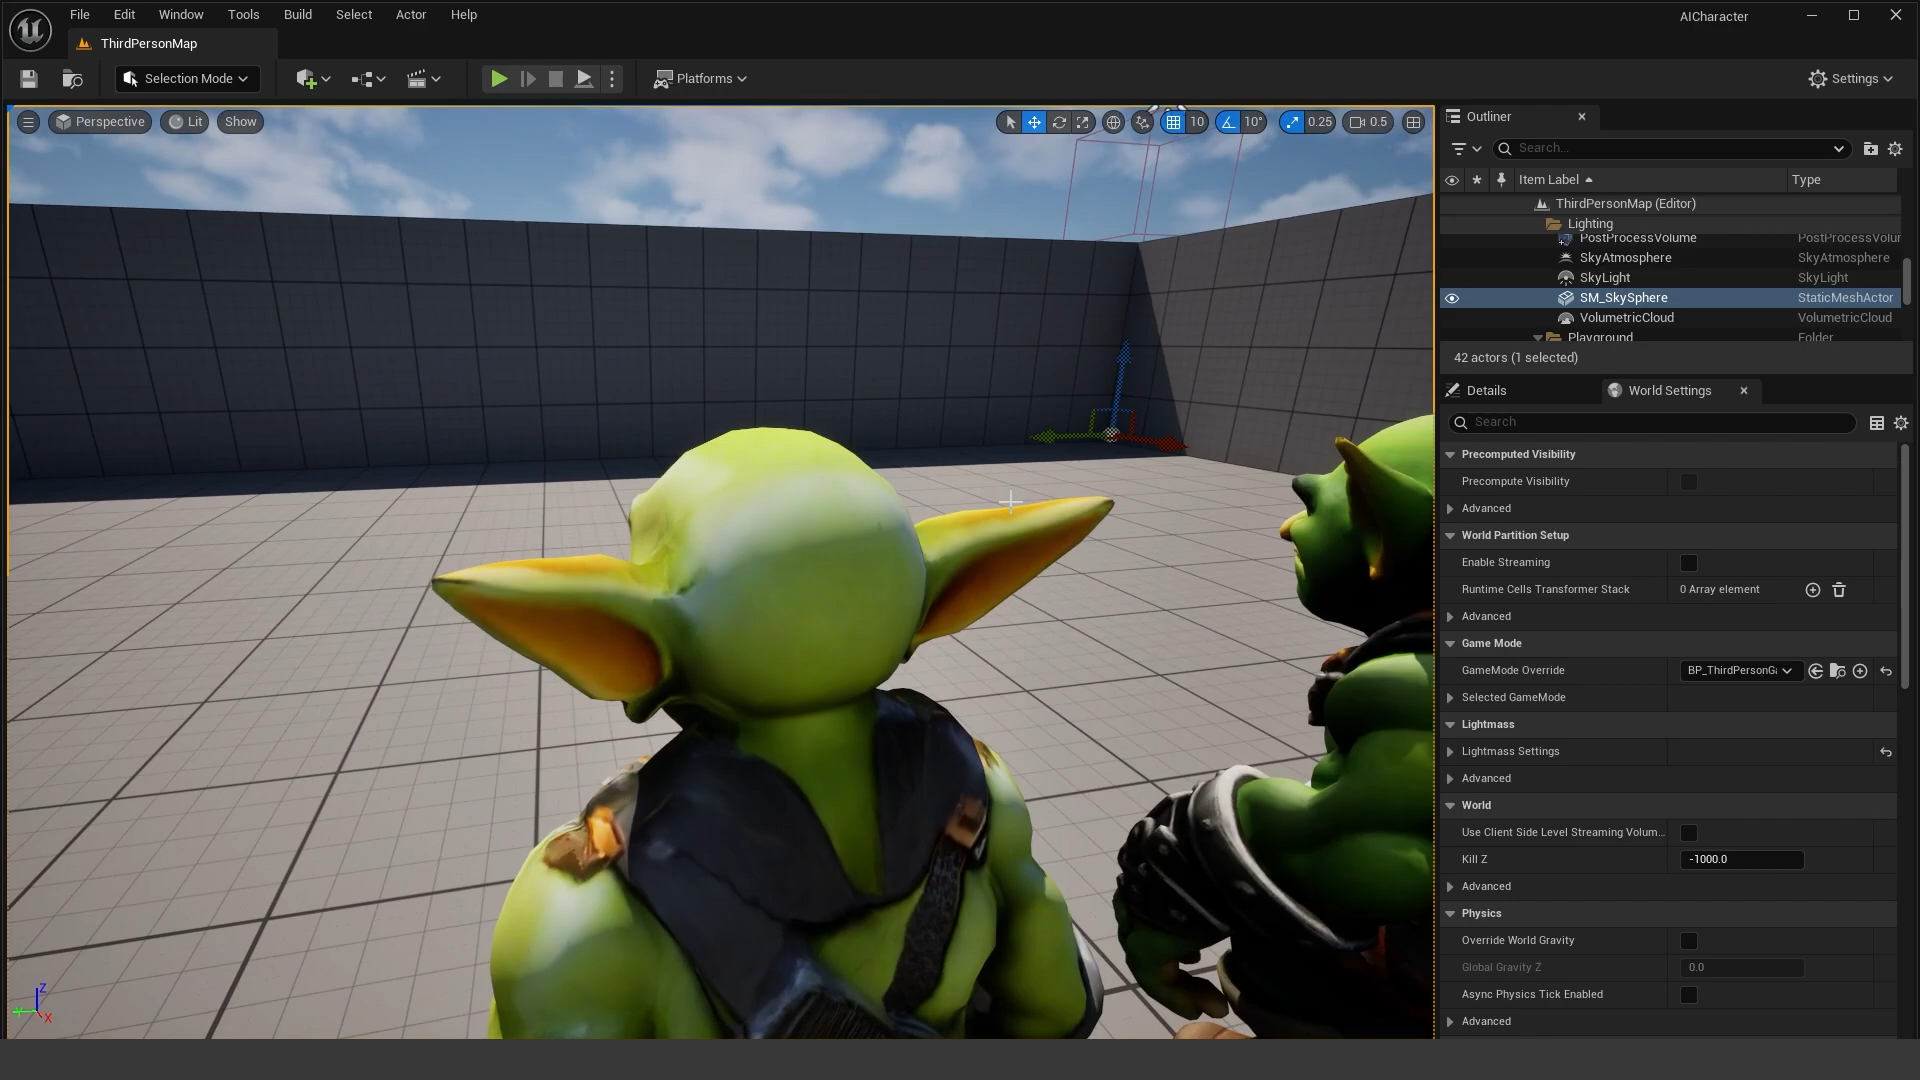 File Edit Window Tools Build Select Actor Help
AICharacter
ThirdPersonMap
Selection Mode
Platforms
Settings
Perspective Lit Show
10 10° 0.25 0.5
Outliner
Search...
Item Label Type
ThirdPersonMap (Editor)
Lighting
PostProcessVolume PostProcessVolur
SkyAtmosphere SkyAtmosphere
SkyLight SkyLight
SM_SkySphere StaticMeshActor
VolumetricCloud VolumetricCloud
Playground Folder
42 actors (1 selected)
Details World Settings
Search
Precomputed Visibility
Precompute Visibility
Advanced
World Partition Setup
Enable Streaming
Runtime Cells Transformer Stack 0 Array element
Advanced
Game Mode
GameMode Override BP_ThirdPersonGa
Selected GameMode
Lightmass
Lightmass Settings
Advanced
World
Use Client Side Level Streaming Volum...
Kill Z -1000.0
Advanced
Physics
Override World Gravity
Global Gravity Z 0.0
Async Physics Tick Enabled
Advanced
Z
Y X